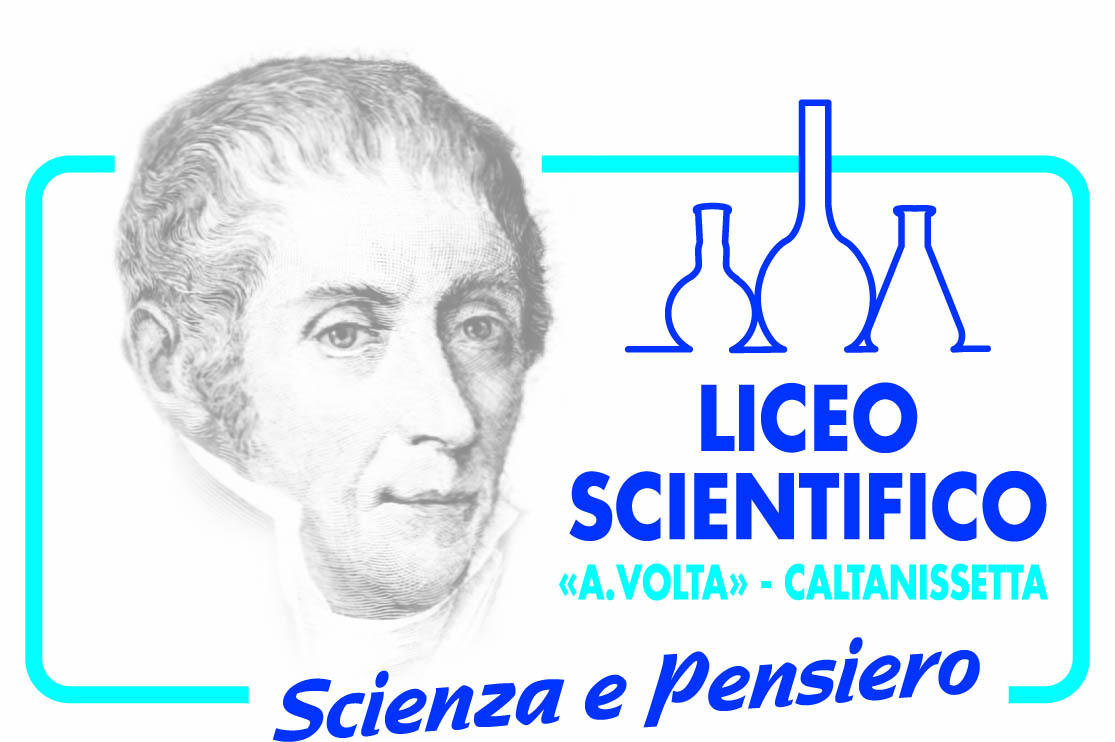 LICEO
SCIENTIFICO
«A.VOLTA» - CALTANISSETTA
Scienza e Pensiero